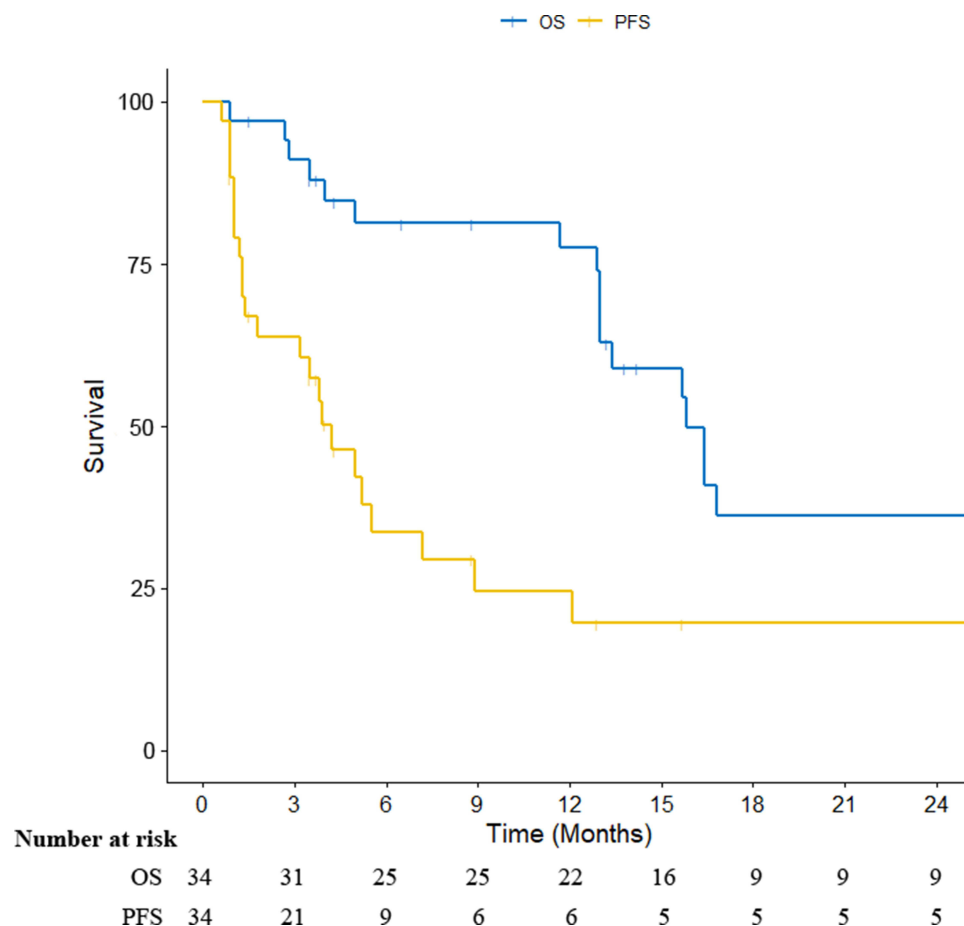 OS PFS
100
75
50
25
0
Survival
0 3 6 9 12 15 18 21 24
Time (Months)
Number at risk
OS 34 31 25 25 22 16 9 9 9
PFS 34 21 9 6 6 5 5 5 5